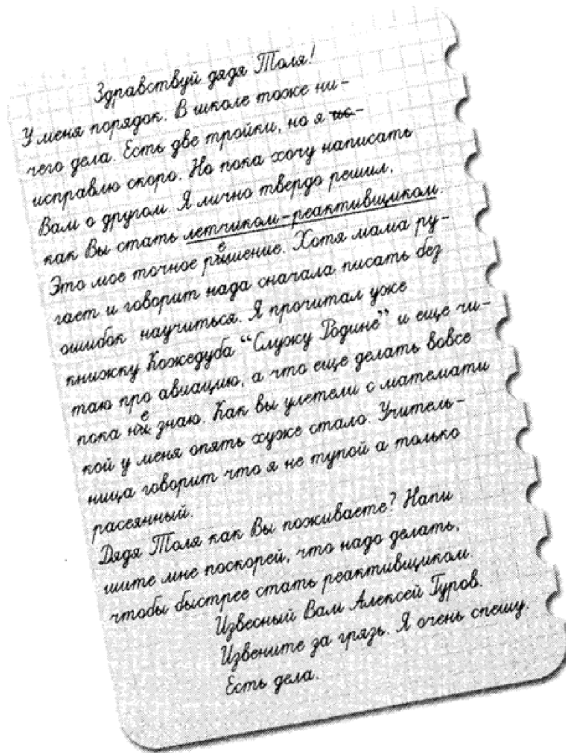 Здравствуй дядя Толя!
У меня порядок. В школе тоже ни-
чего дела. Есть две тройки, но я ис-
исправлю скоро. Но пока хочу написать
Вам о другом. Я лично твердо решил,
как Вы стать летчиком-реактивщиком.
Это мое точное решение. Хотя мама ру-
гает и говорит нада сначала писать без
ошибок научиться. Я прочитал уже
книжку Кожедуба "Служу Родине" и еще чи-
таю про авиацию, а что еще делать вовсе
пока не знаю. Как вы улетели с математи
кой у меня опять хуже стало. Учитель-
ница говорит что я не тупой а только
расеянный.
Дядя Толя как Вы поживаете? Напи
шите мне поскорей, что надо делать,
чтобы быстрее стать реактивщиком.
Извесный Вам Алексей Гуров.
Извените за грязь. Я очень спешу.
Есть дела.